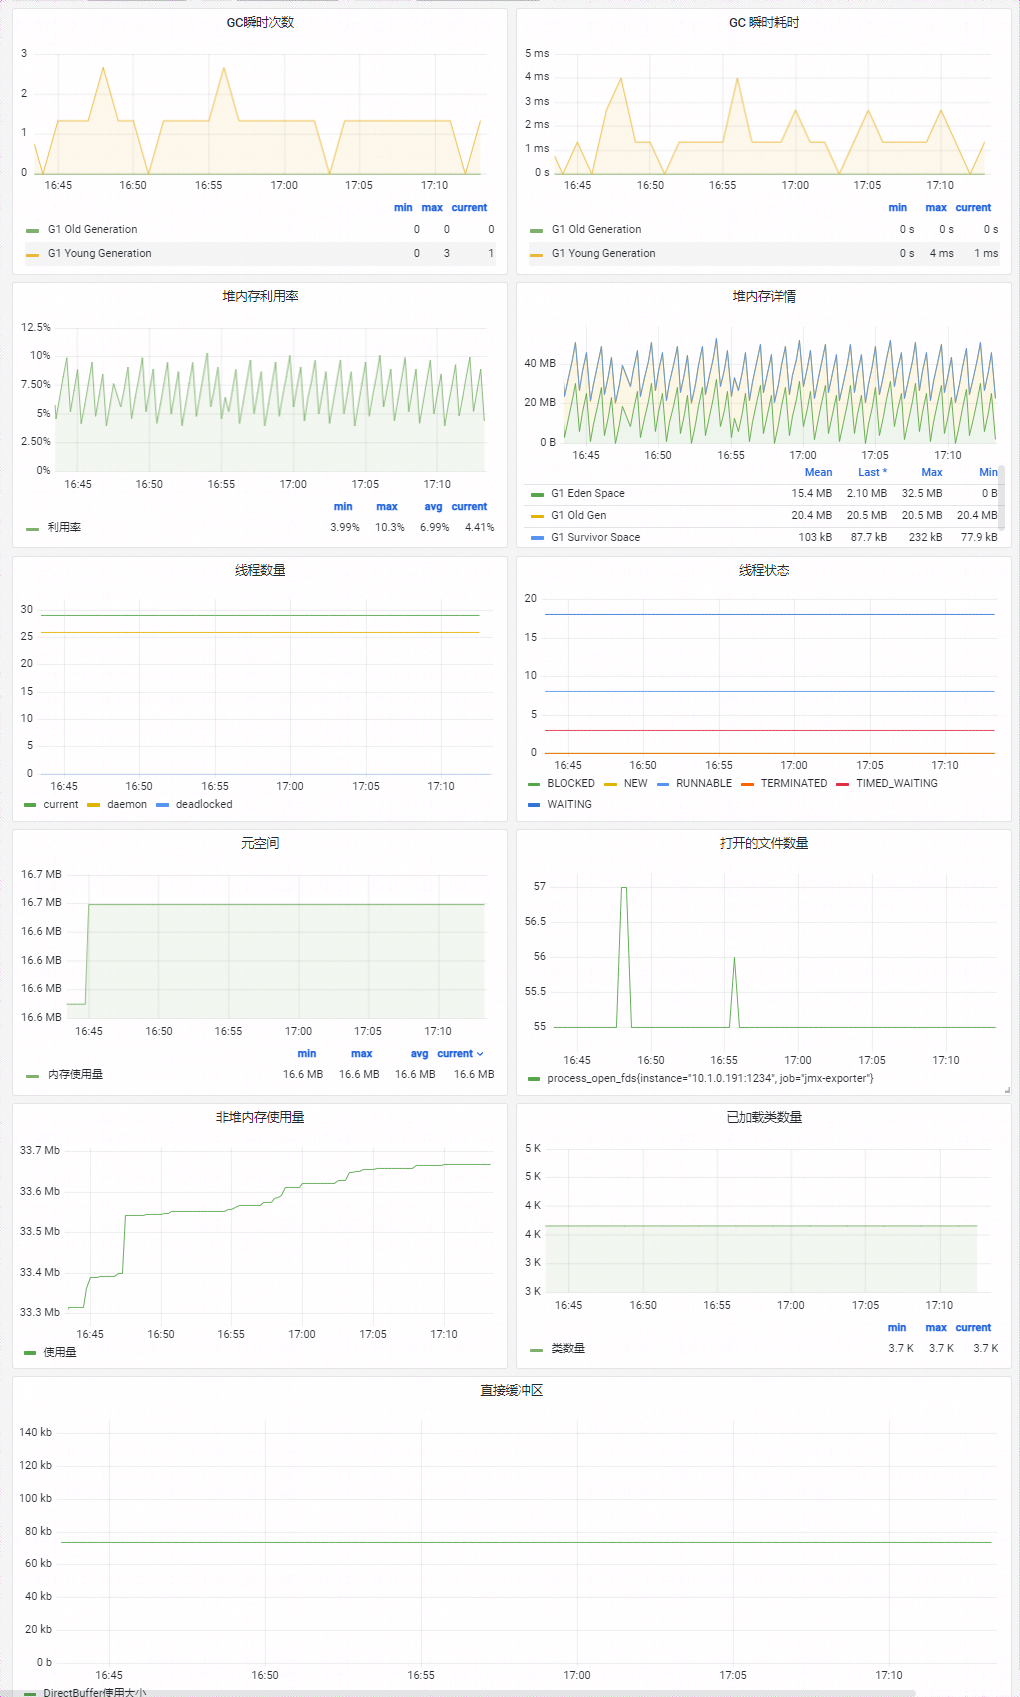 GC瞬时次数
3
2
1
0
16:45 16:50 16:55 17:00 17:05 17:10
min max current
G1 Old Generation 0 0 0
G1 Young Generation 0 3 1
GC 瞬时耗时
5 ms
4 ms
3 ms
2 ms
1 ms
0 s
16:45 16:50 16:55 17:00 17:05 17:10
min max current
G1 Old Generation 0 s 0 s 0 s
G1 Young Generation 0 s 4 ms 1 ms
堆内存利用率
12.5%
10%
7.50%
5%
2.50%
0%
16:45 16:50 16:55 17:00 17:05 17:10
min max avg current
利用率 3.99% 10.3% 6.99% 4.41%
堆内存详情
40 MB
20 MB
0 B
16:45 16:50 16:55 17:00 17:05 17:10
Mean Last * Max Min
G1 Eden Space 15.4 MB 2.10 MB 32.5 MB 0 B
G1 Old Gen 20.4 MB 20.5 MB 20.5 MB 20.4 MB
G1 Survivor Space 103 kB 87.7 kB 232 kB 77.9 kB
线程数量
30
25
20
15
10
5
0
16:45 16:50 16:55 17:00 17:05 17:10
current daemon deadlocked
线程状态
20
15
10
5
0
16:45 16:50 16:55 17:00 17:05 17:10
BLOCKED NEW RUNNABLE TERMINATED TIMED_WAITING
WAITING
元空间
16.7 MB
16.7 MB
16.6 MB
16.6 MB
16.6 MB
16.6 MB
16:45 16:50 16:55 17:00 17:05 17:10
min max avg current
内存使用量 16.6 MB 16.6 MB 16.6 MB 16.6 MB
打开的文件数量
57
56.5
56
55.5
55
16:45 16:50 16:55 17:00 17:05 17:10
process_open_fds{instance="10.1.0.191:1234", job="jmx-exporter"}
非堆内存使用量
33.7 Mb
33.6 Mb
33.5 Mb
33.4 Mb
33.3 Mb
16:45 16:50 16:55 17:00 17:05 17:10
使用量
已加载类数量
5 K
5 K
4 K
4 K
3 K
3 K
16:45 16:50 16:55 17:00 17:05 17:10
min max current
类数量 3.7 K 3.7 K 3.7 K
直接缓冲区
140 kb
120 kb
100 kb
80 kb
60 kb
40 kb
20 kb
0 b
16:45 16:50 16:55 17:00 17:05 17:10
DirectBuffer使用大小